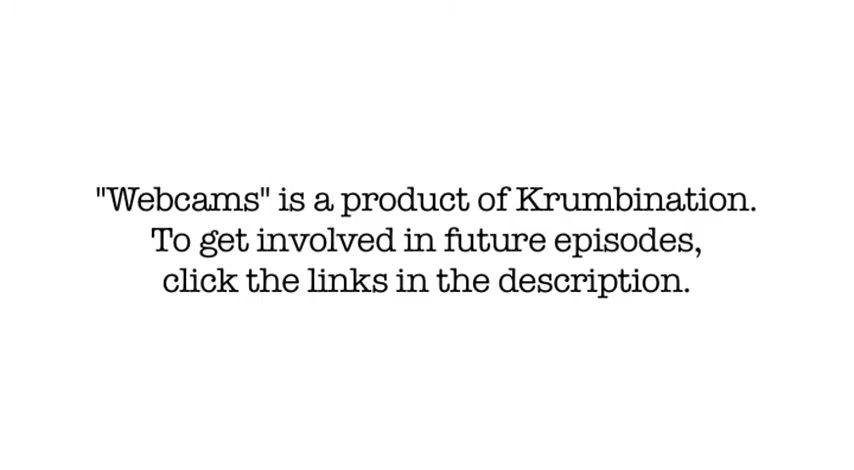 "Webcams" is a product of Krumbination.
To get involved in future episodes,
click the links in the description.